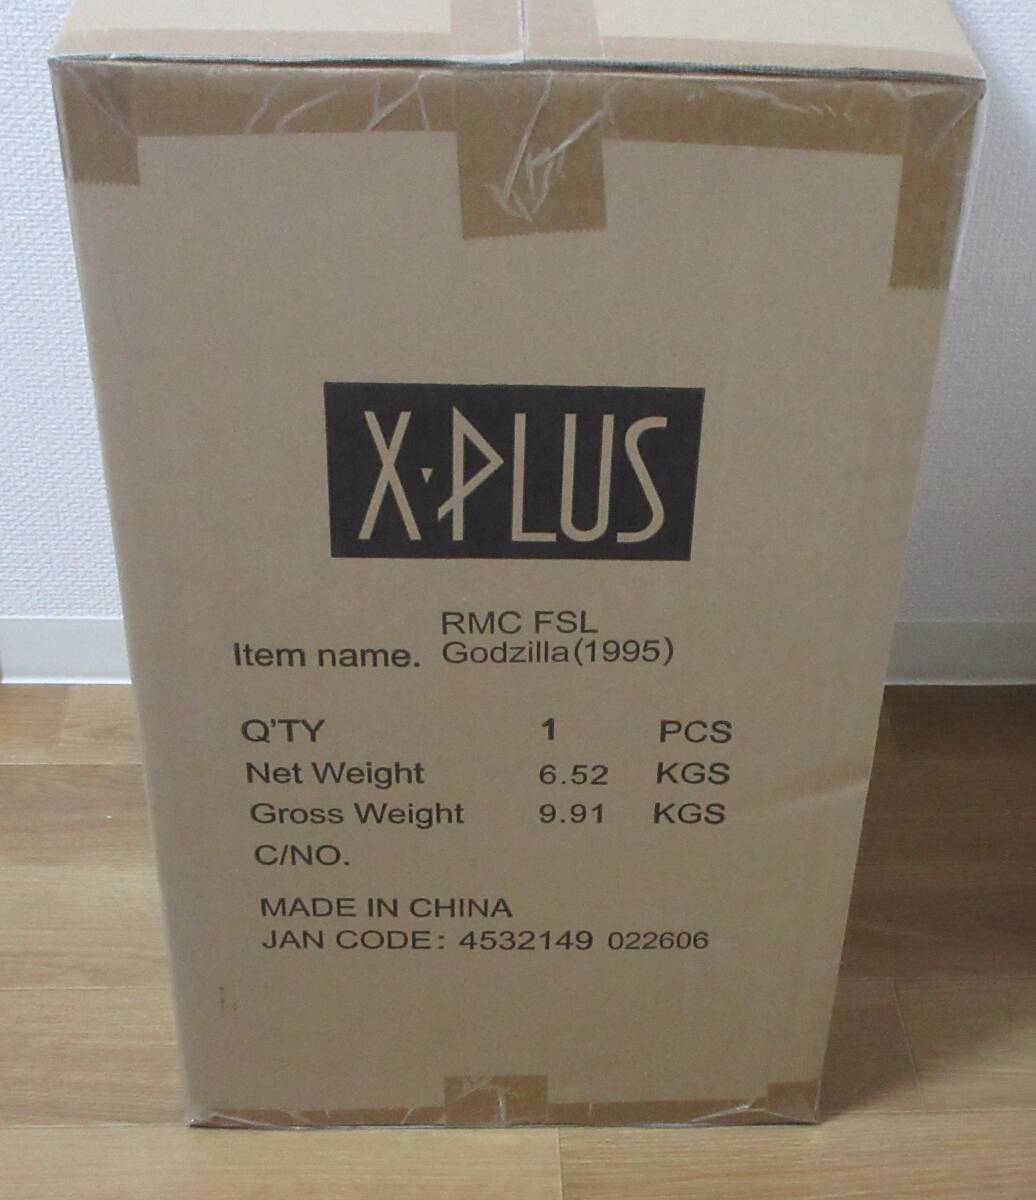 X·PLUS
RMC FSL
Item name. Godzilla(1995)
Q'TY 1 PCS
Net Weight 6.52 KGS
Gross Weight 9.91 KGS
C/NO.
MADE IN CHINA
JAN CODE: 4532149 022606